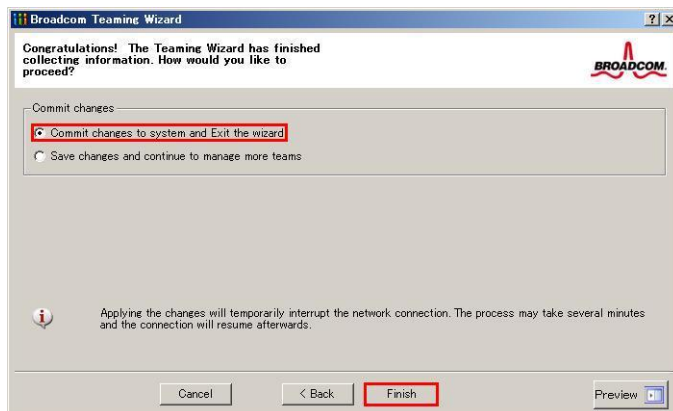 Broadcom Teaming Wizard
Congratulations! The Teaming Wizard has finished
collecting information. How would you like to
proceed?
BROADCOM.
Commit changes
Commit changes to system and Exit the wizard
Save changes and continue to manage more teams
Applying the changes will temporarily interrupt the network connection. The process may take several minutes
and the connection will resume afterwards.
Cancel
< Back
Finish
Preview